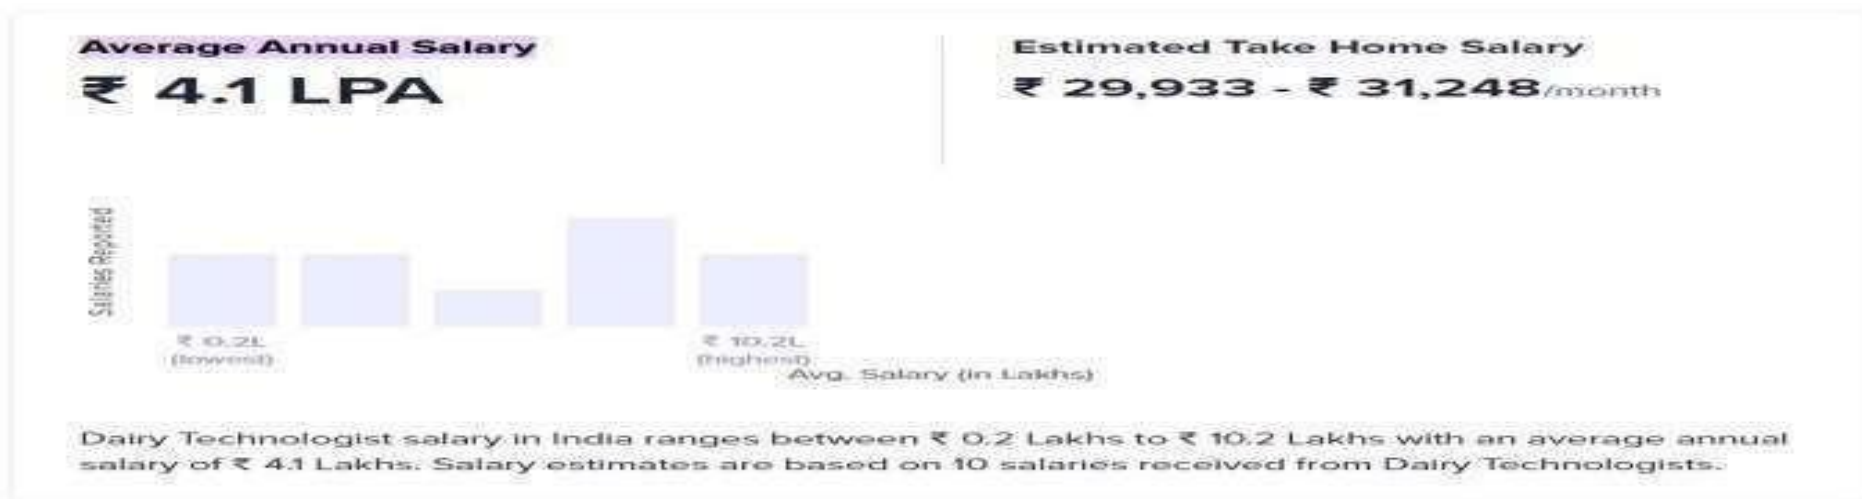 Average Annual Salary
₹ 4.1 LPA
Estimated Take Home Salary
₹ 29,933 - ₹ 31,248/month
Salaries Reported
₹ 0.2L
(lowest)
₹ 10.2L
(highest)
Avg. Salary (in Lakhs)
Dairy Technologist salary in India ranges between ₹ 0.2 Lakhs to ₹ 10.2 Lakhs with an average annual
salary of ₹ 4.1 Lakhs. Salary estimates are based on 10 salaries received from Dairy Technologists.